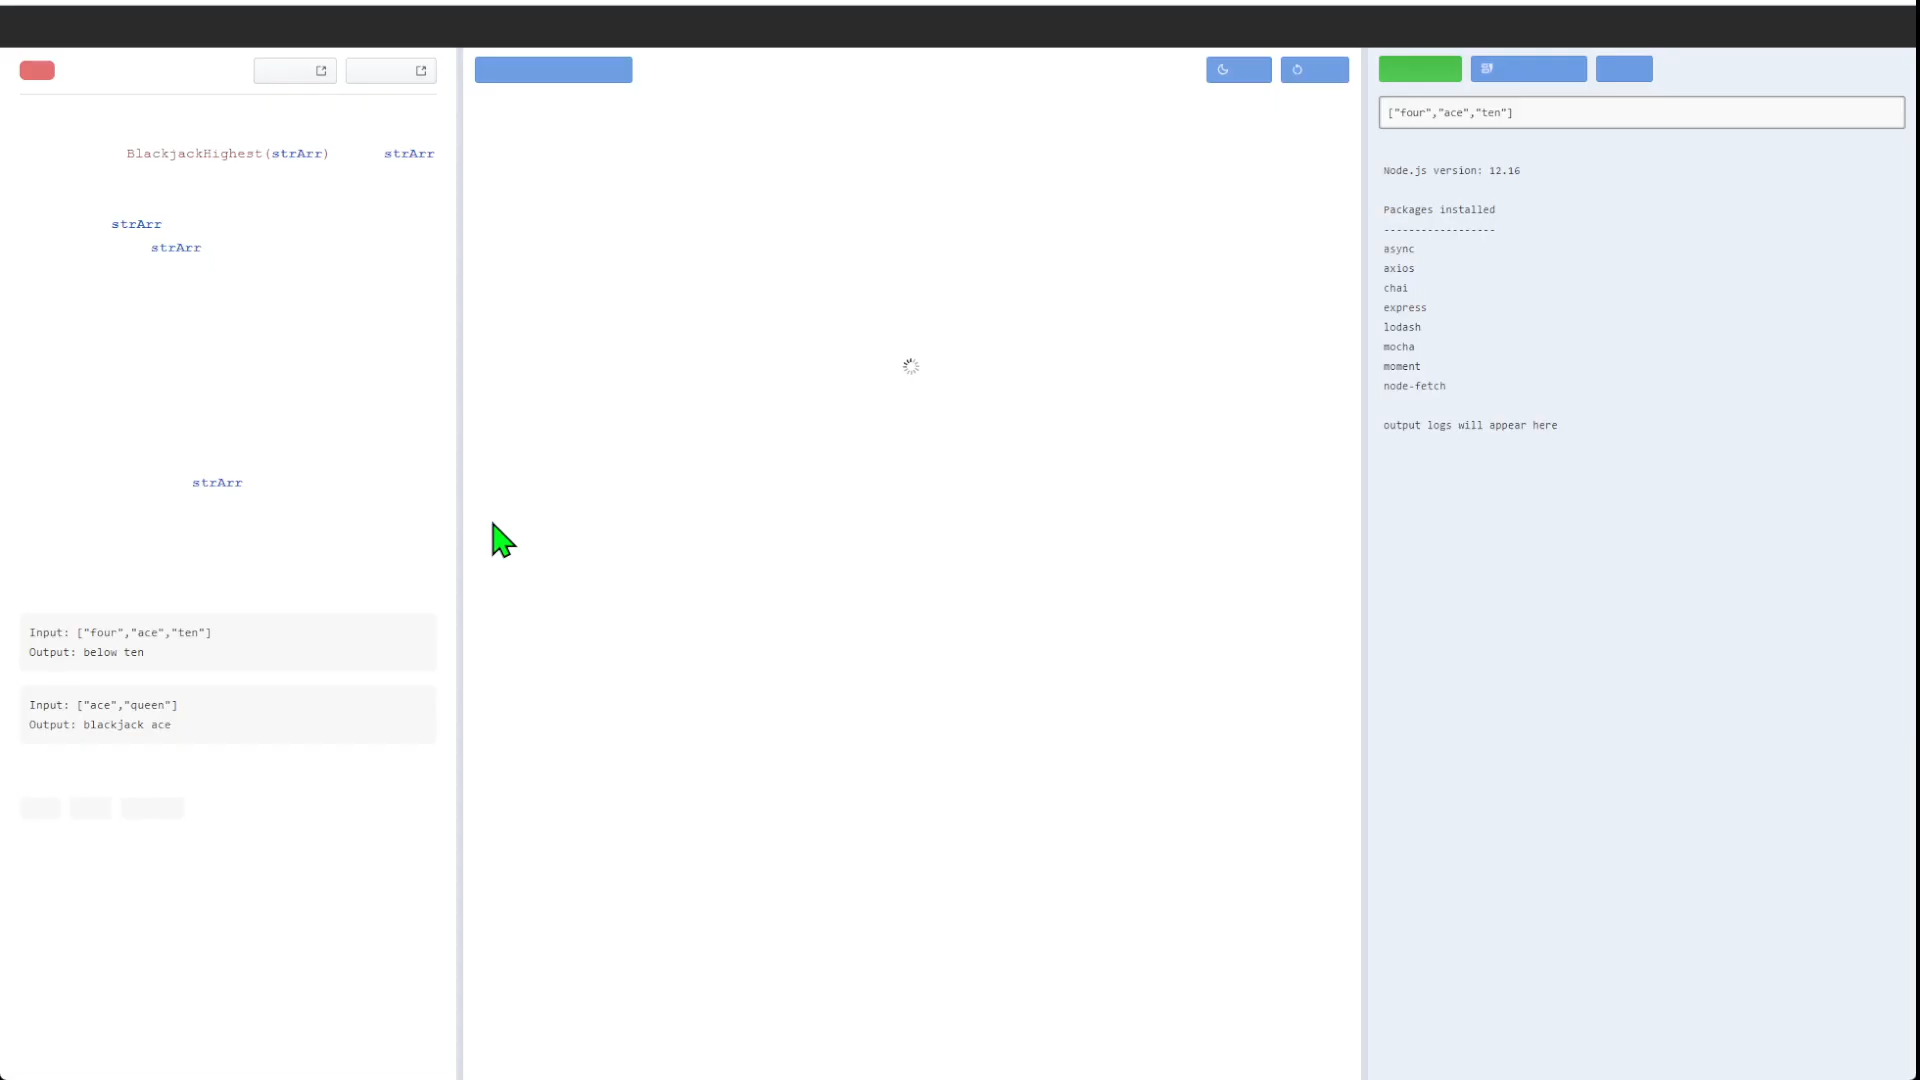 BlackjackHighest(strArr) strArr
strArr
strArr
strArr
Input: ["four","ace","ten"]
Output: below ten
Input: ["ace","queen"]
Output: blackjack ace
["four","ace","ten"]
Node.js version: 12.16
Packages installed
------------------
async
axios
chai
express
lodash
mocha
moment
node-fetch
output logs will appear here